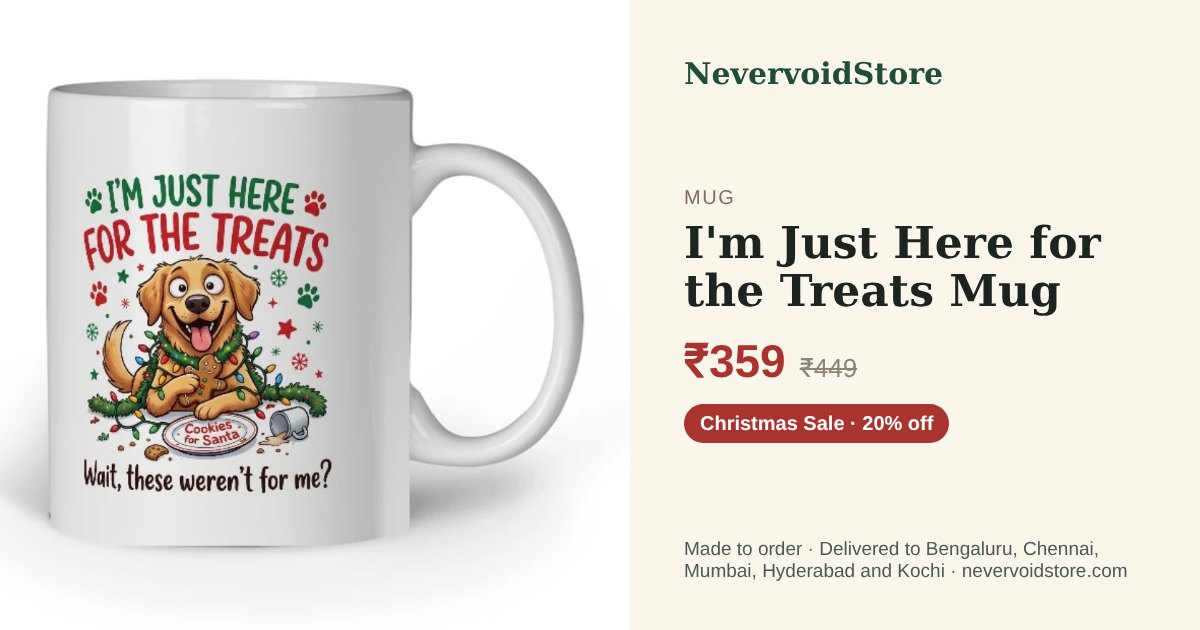 I'M JUST HERE
FOR THE TREATS
Cookies
for Santa
Wait, these weren't for me?
NevervoidStore
MUG
I'm Just Here for
the Treats Mug
₹359 ₹449
Christmas Sale · 20% off
Made to order · Delivered to Bengaluru, Chennai,
Mumbai, Hyderabad and Kochi · nevervoidstore.com